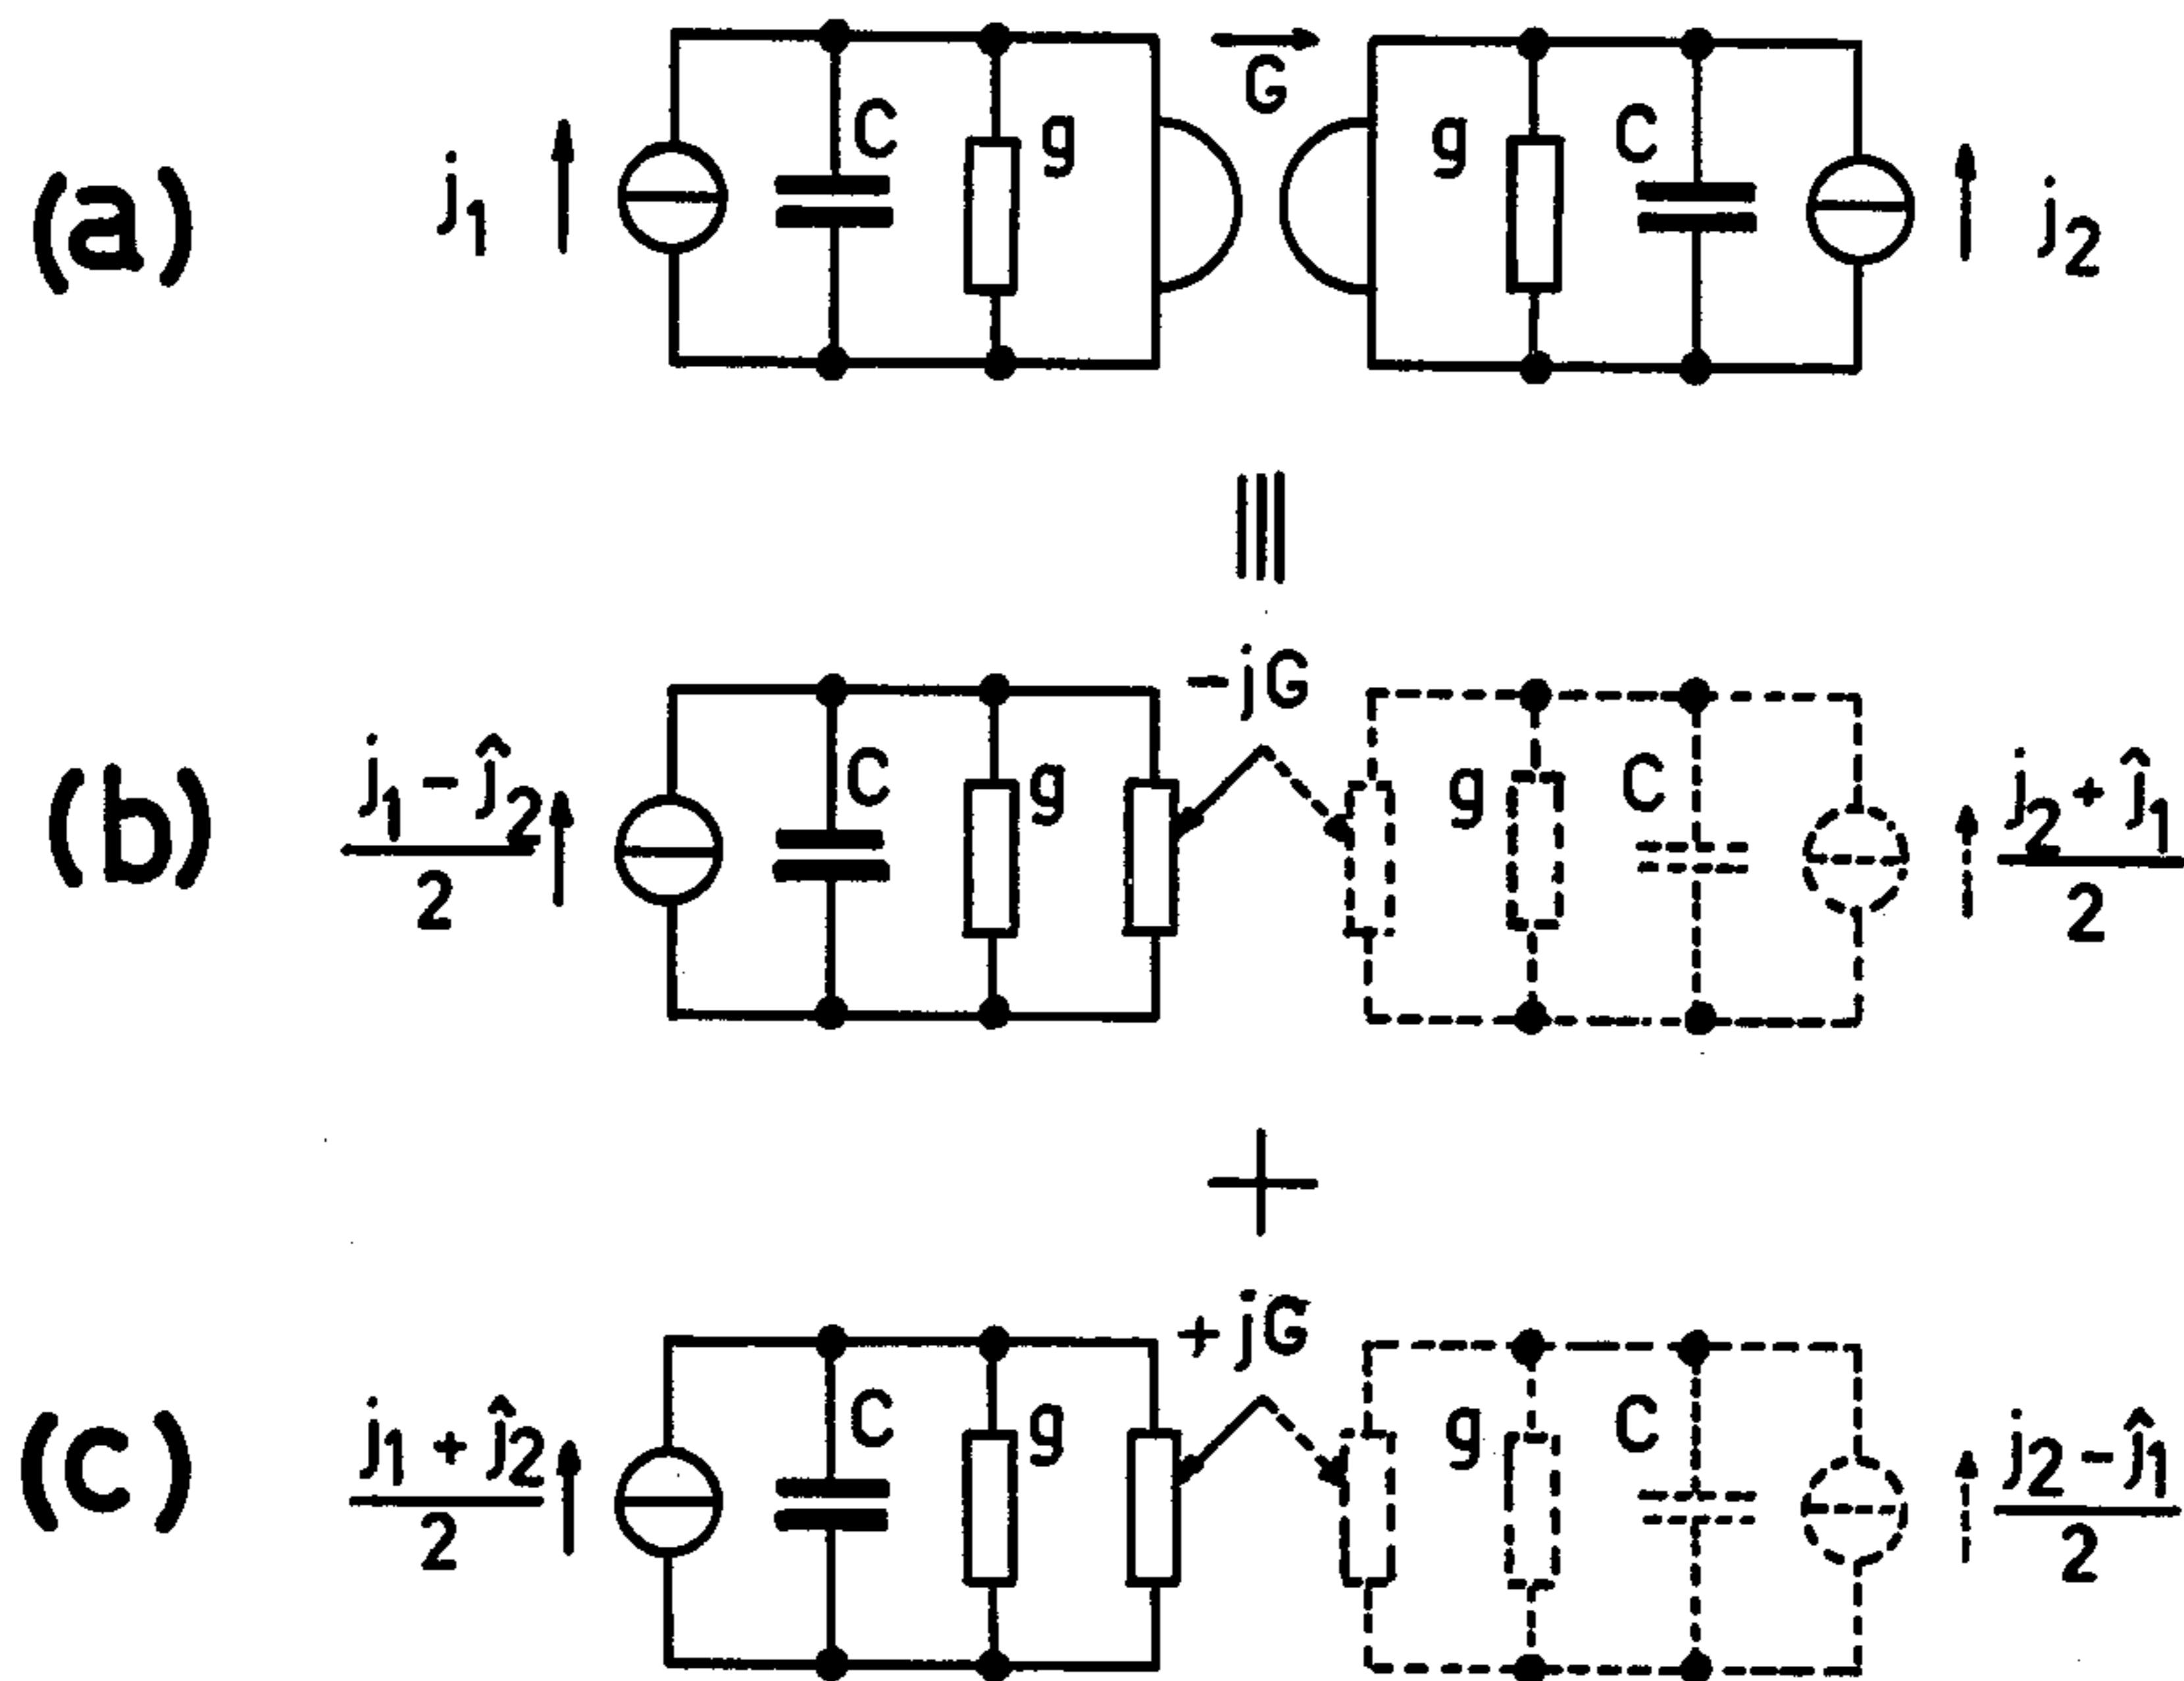 (a) j₁ C g G g C j₂
≡
(b) j₁ - ĵ₂ / 2 C g -jG g C j₂ + ĵ₁ / 2
+
(c) j₁ + ĵ₂ / 2 C g +jG g C j₂ - ĵ₁ / 2